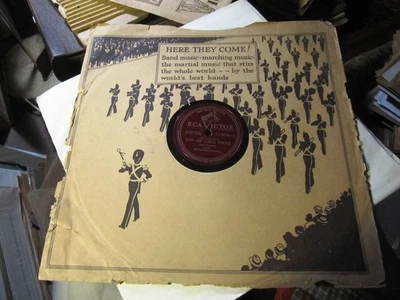 HERE THEY COME!
Band music-marching music
the martial music that stirs
the whole world -- by the
world's best bands
RCA VICTOR